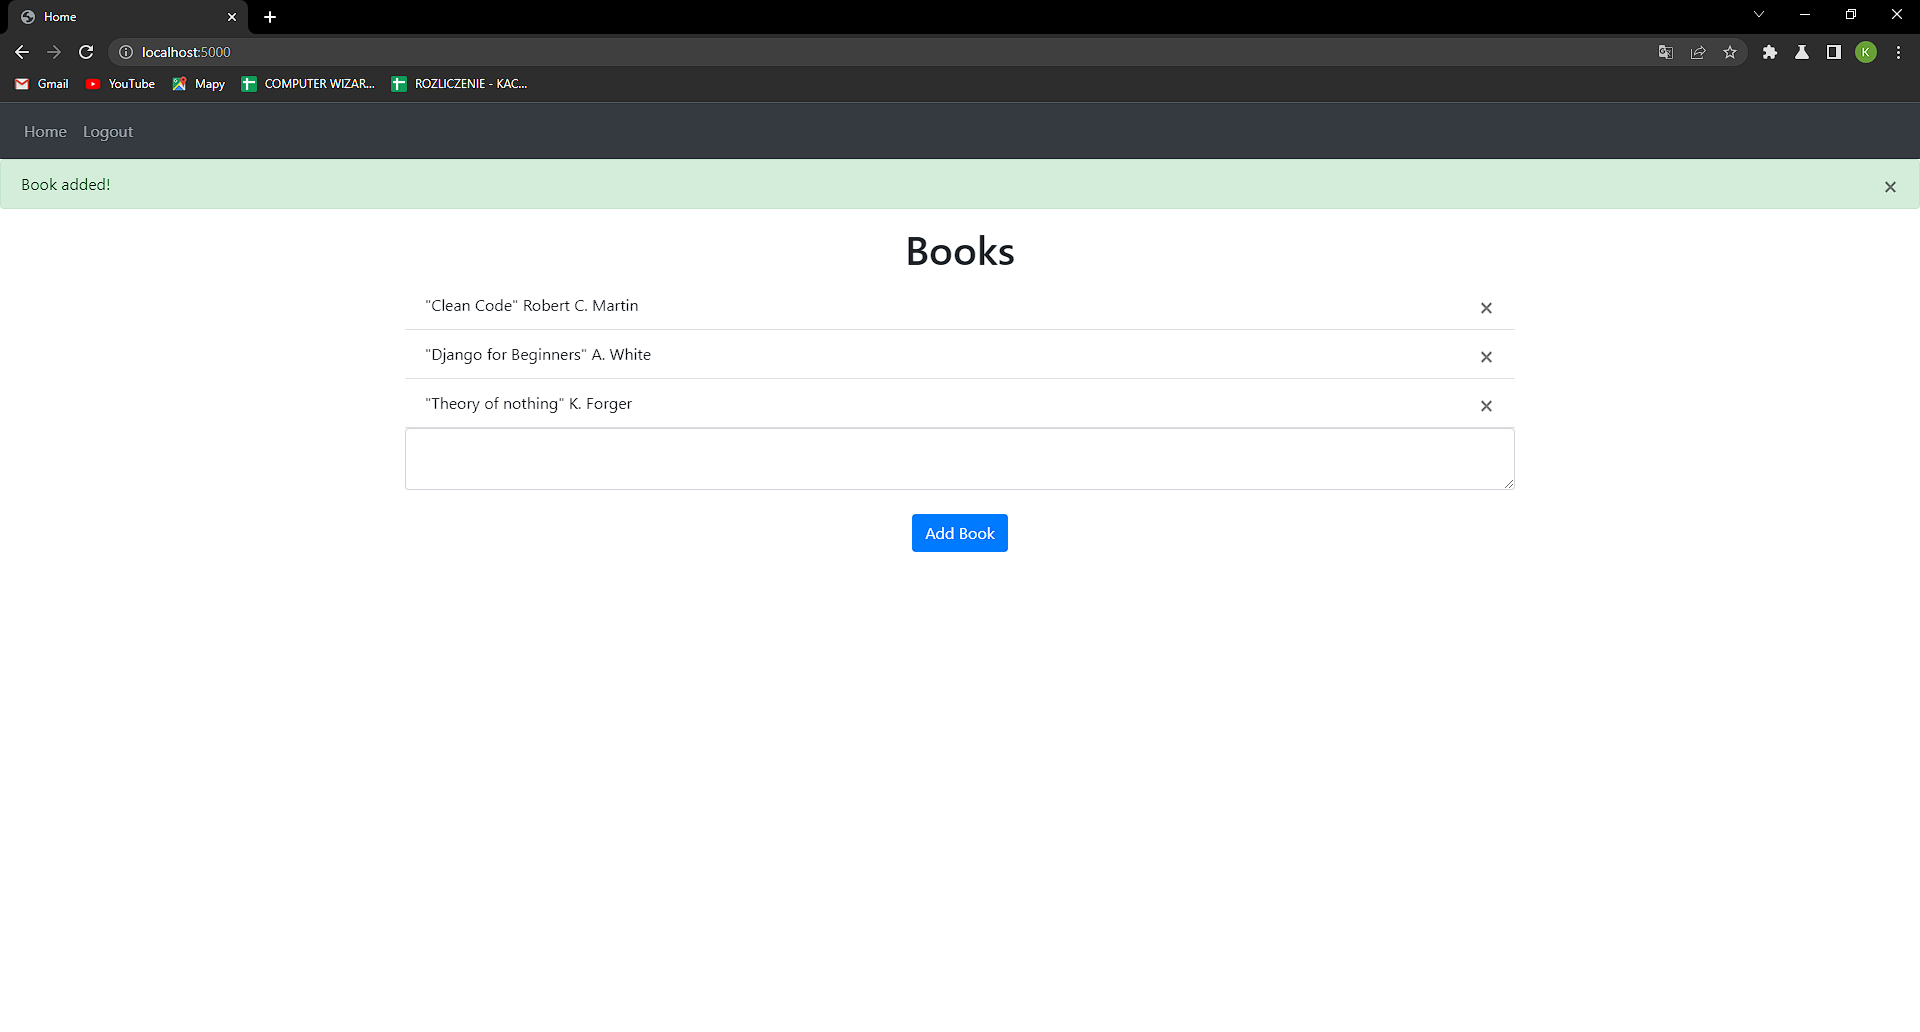 Home
localhost:5000
Gmail YouTube Mapy COMPUTER WIZAR... ROZLICZENIE - KAC...
K
Home Logout
Book added!
Books
"Clean Code" Robert C. Martin
"Django for Beginners" A. White
"Theory of nothing" K. Forger
Add Book